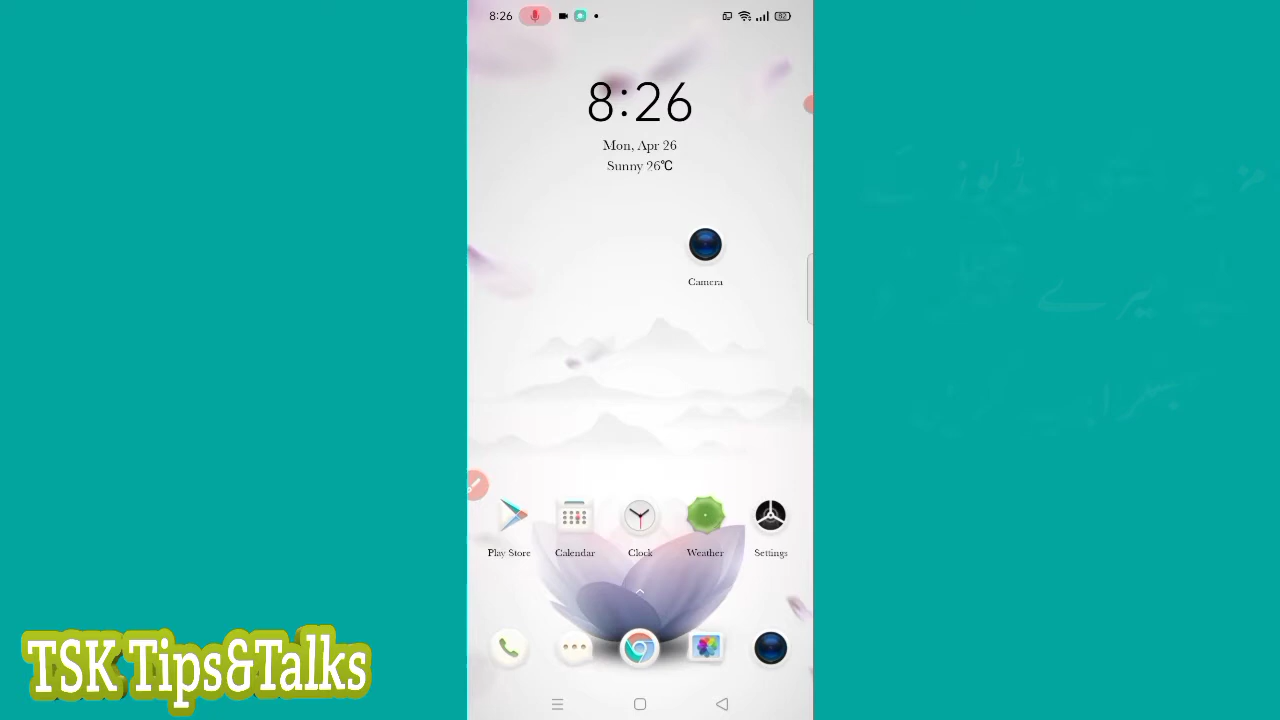 8:26
82
8:26
Mon, Apr 26
Sunny 26℃
Camera
Play Store
Calendar
Clock
Weather
Settings
TSK Tips&Talks